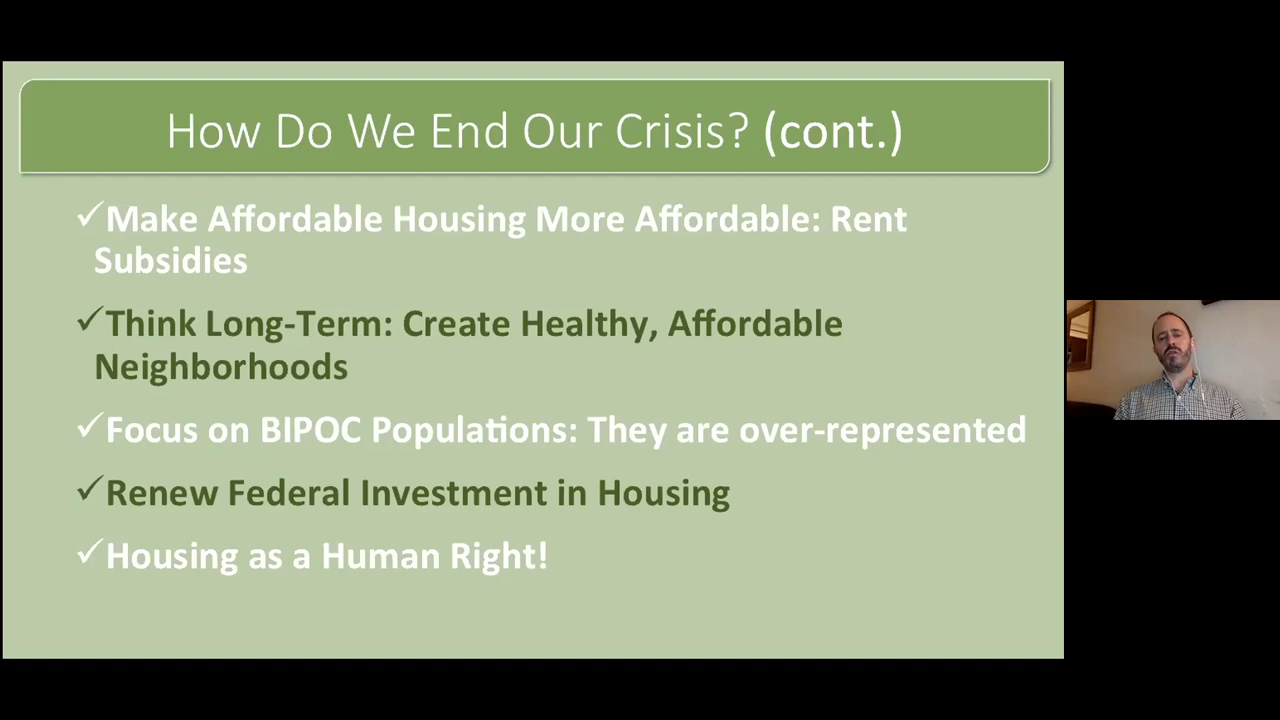 How Do We End Our Crisis? (cont.)
✓Make Affordable Housing More Affordable: Rent
Subsidies
✓Think Long-Term: Create Healthy, Affordable
Neighborhoods
✓Focus on BIPOC Populations: They are over-represented
✓Renew Federal Investment in Housing
✓Housing as a Human Right!